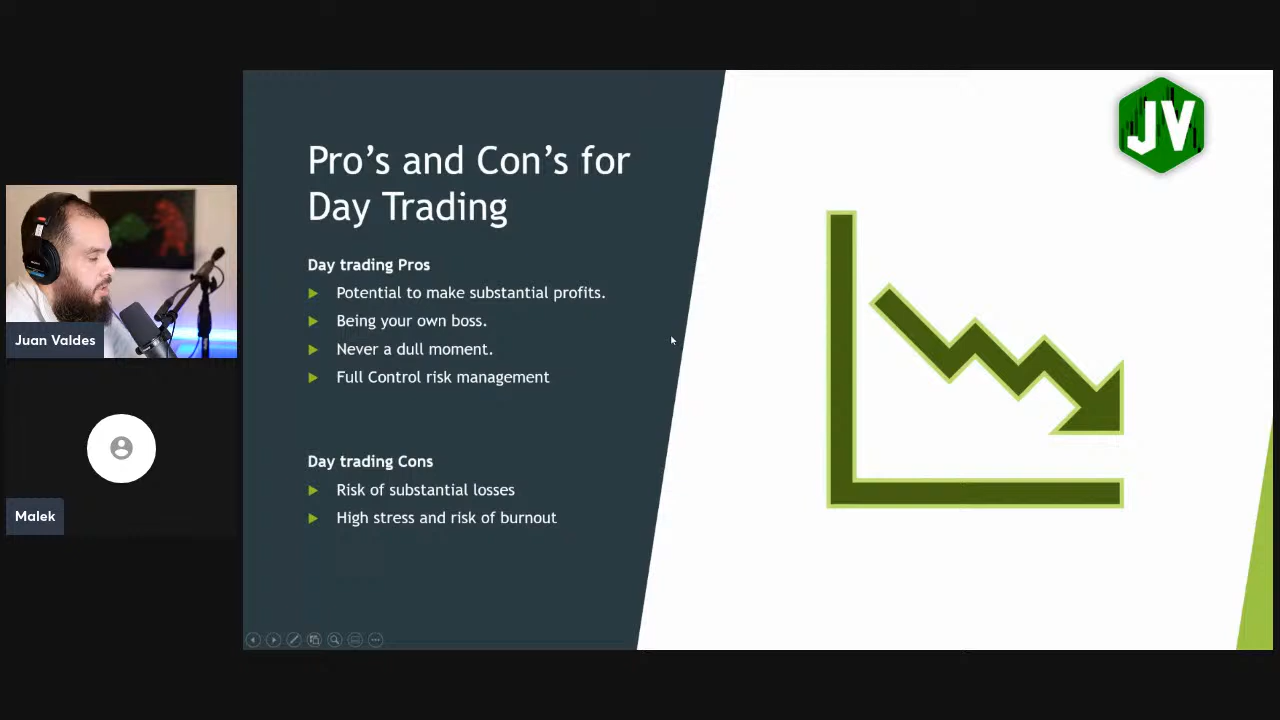 Pro's and Con's for
Day Trading
Day trading Pros
Potential to make substantial profits.
Being your own boss.
Never a dull moment.
Full Control risk management
Day trading Cons
Risk of substantial losses
High stress and risk of burnout
JV
Juan Valdes
Malek